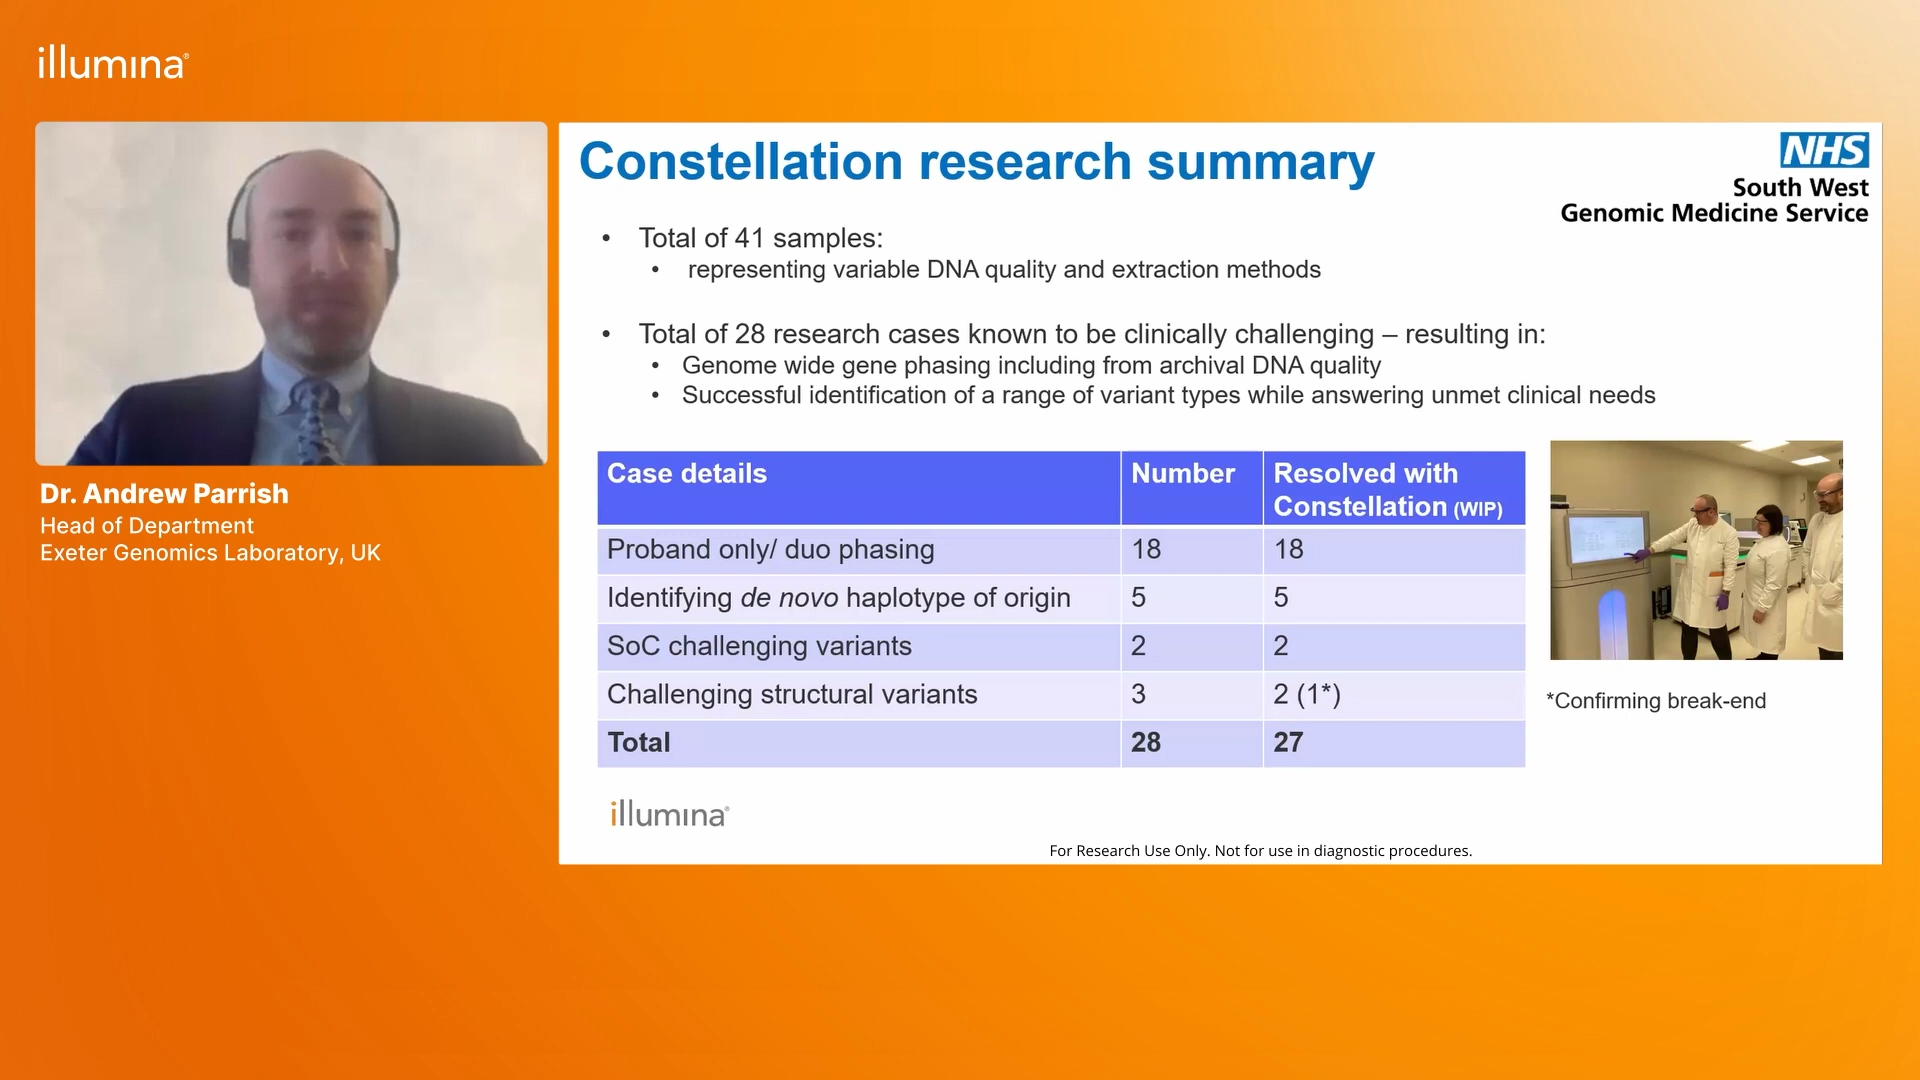 illumina®
Dr. Andrew Parrish
Head of Department
Exeter Genomics Laboratory, UK
Constellation research summary
NHS
South West
Genomic Medicine Service
• Total of 41 samples:
• representing variable DNA quality and extraction methods
• Total of 28 research cases known to be clinically challenging – resulting in:
• Genome wide gene phasing including from archival DNA quality
• Successful identification of a range of variant types while answering unmet clinical needs
Case details Number Resolved with
Constellation (WIP)
Proband only/ duo phasing 18 18
Identifying de novo haplotype of origin 5 5
SoC challenging variants 2 2
Challenging structural variants 3 2 (1*)
Total 28 27
*Confirming break-end
illumina®
For Research Use Only. Not for use in diagnostic procedures.